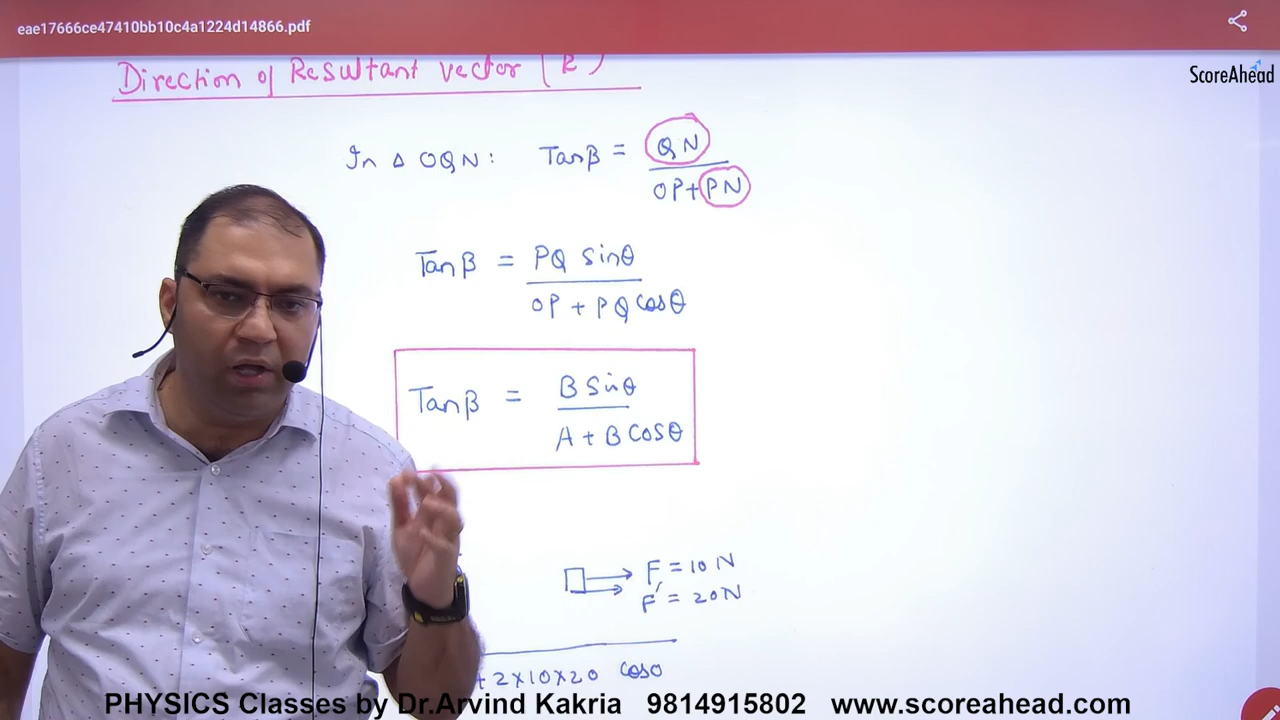 eae17666ce47410bb10c4a1224d14866.pdf
ScoreAhead
Direction of Resultant vector ( R )
In Δ OQN: Tanβ = QN
OP+PN
Tanβ = PQ Sinθ
OP + PQ cosθ
Tanβ = B Sinθ
A + B Cosθ
F = 10 N
F' = 20N
+ 2×10×20 Cos0
PHYSICS Classes by Dr.Arvind Kakria 9814915802 www.scoreahead.com